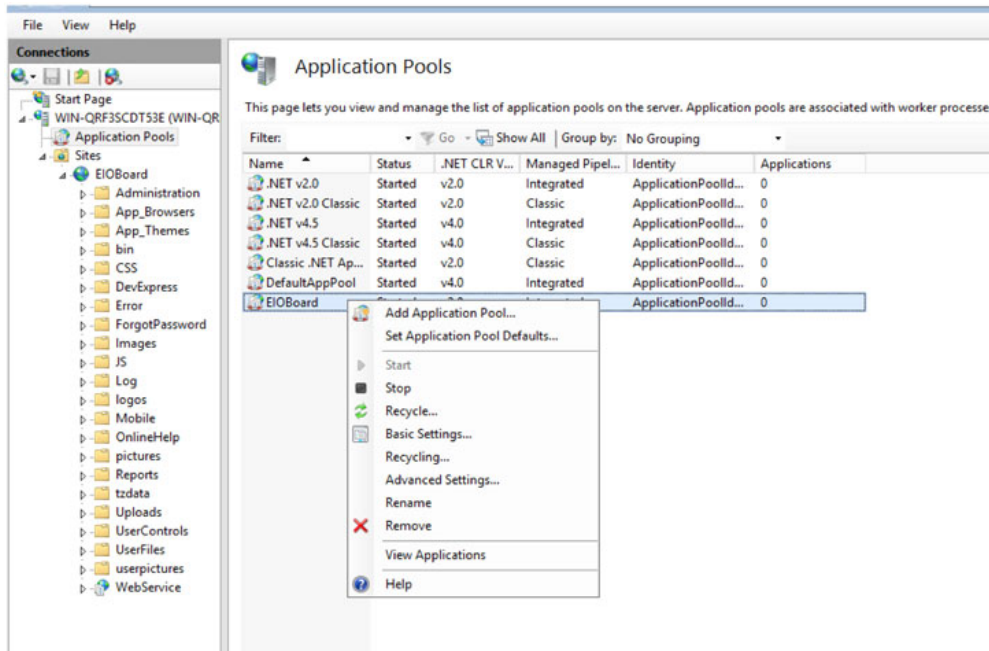 File View Help
Connections
Start Page
WIN-QRF3SCDT53E (WIN-QR
Application Pools
Sites
EIOBoard
Administration
App_Browsers
App_Themes
bin
CSS
DevExpress
Error
ForgotPassword
Images
JS
Log
logos
Mobile
OnlineHelp
pictures
Reports
tzdata
Uploads
UserControls
UserFiles
userpictures
WebService
Application Pools
This page lets you view and manage the list of application pools on the server. Application pools are associated with worker processe
Filter: Go Show All Group by: No Grouping
Name Status .NET CLR V... Managed Pipel... Identity Applications
.NET v2.0 Started v2.0 Integrated ApplicationPoolId... 0
.NET v2.0 Classic Started v2.0 Classic ApplicationPoolId... 0
.NET v4.5 Started v4.0 Integrated ApplicationPoolId... 0
.NET v4.5 Classic Started v4.0 Classic ApplicationPoolId... 0
Classic .NET Ap... Started v2.0 Classic ApplicationPoolId... 0
DefaultAppPool Started v4.0 Integrated ApplicationPoolId... 0
EIOBoard ApplicationPoolId... 0
Add Application Pool...
Set Application Pool Defaults...
Start
Stop
Recycle...
Basic Settings...
Recycling...
Advanced Settings...
Rename
Remove
View Applications
Help